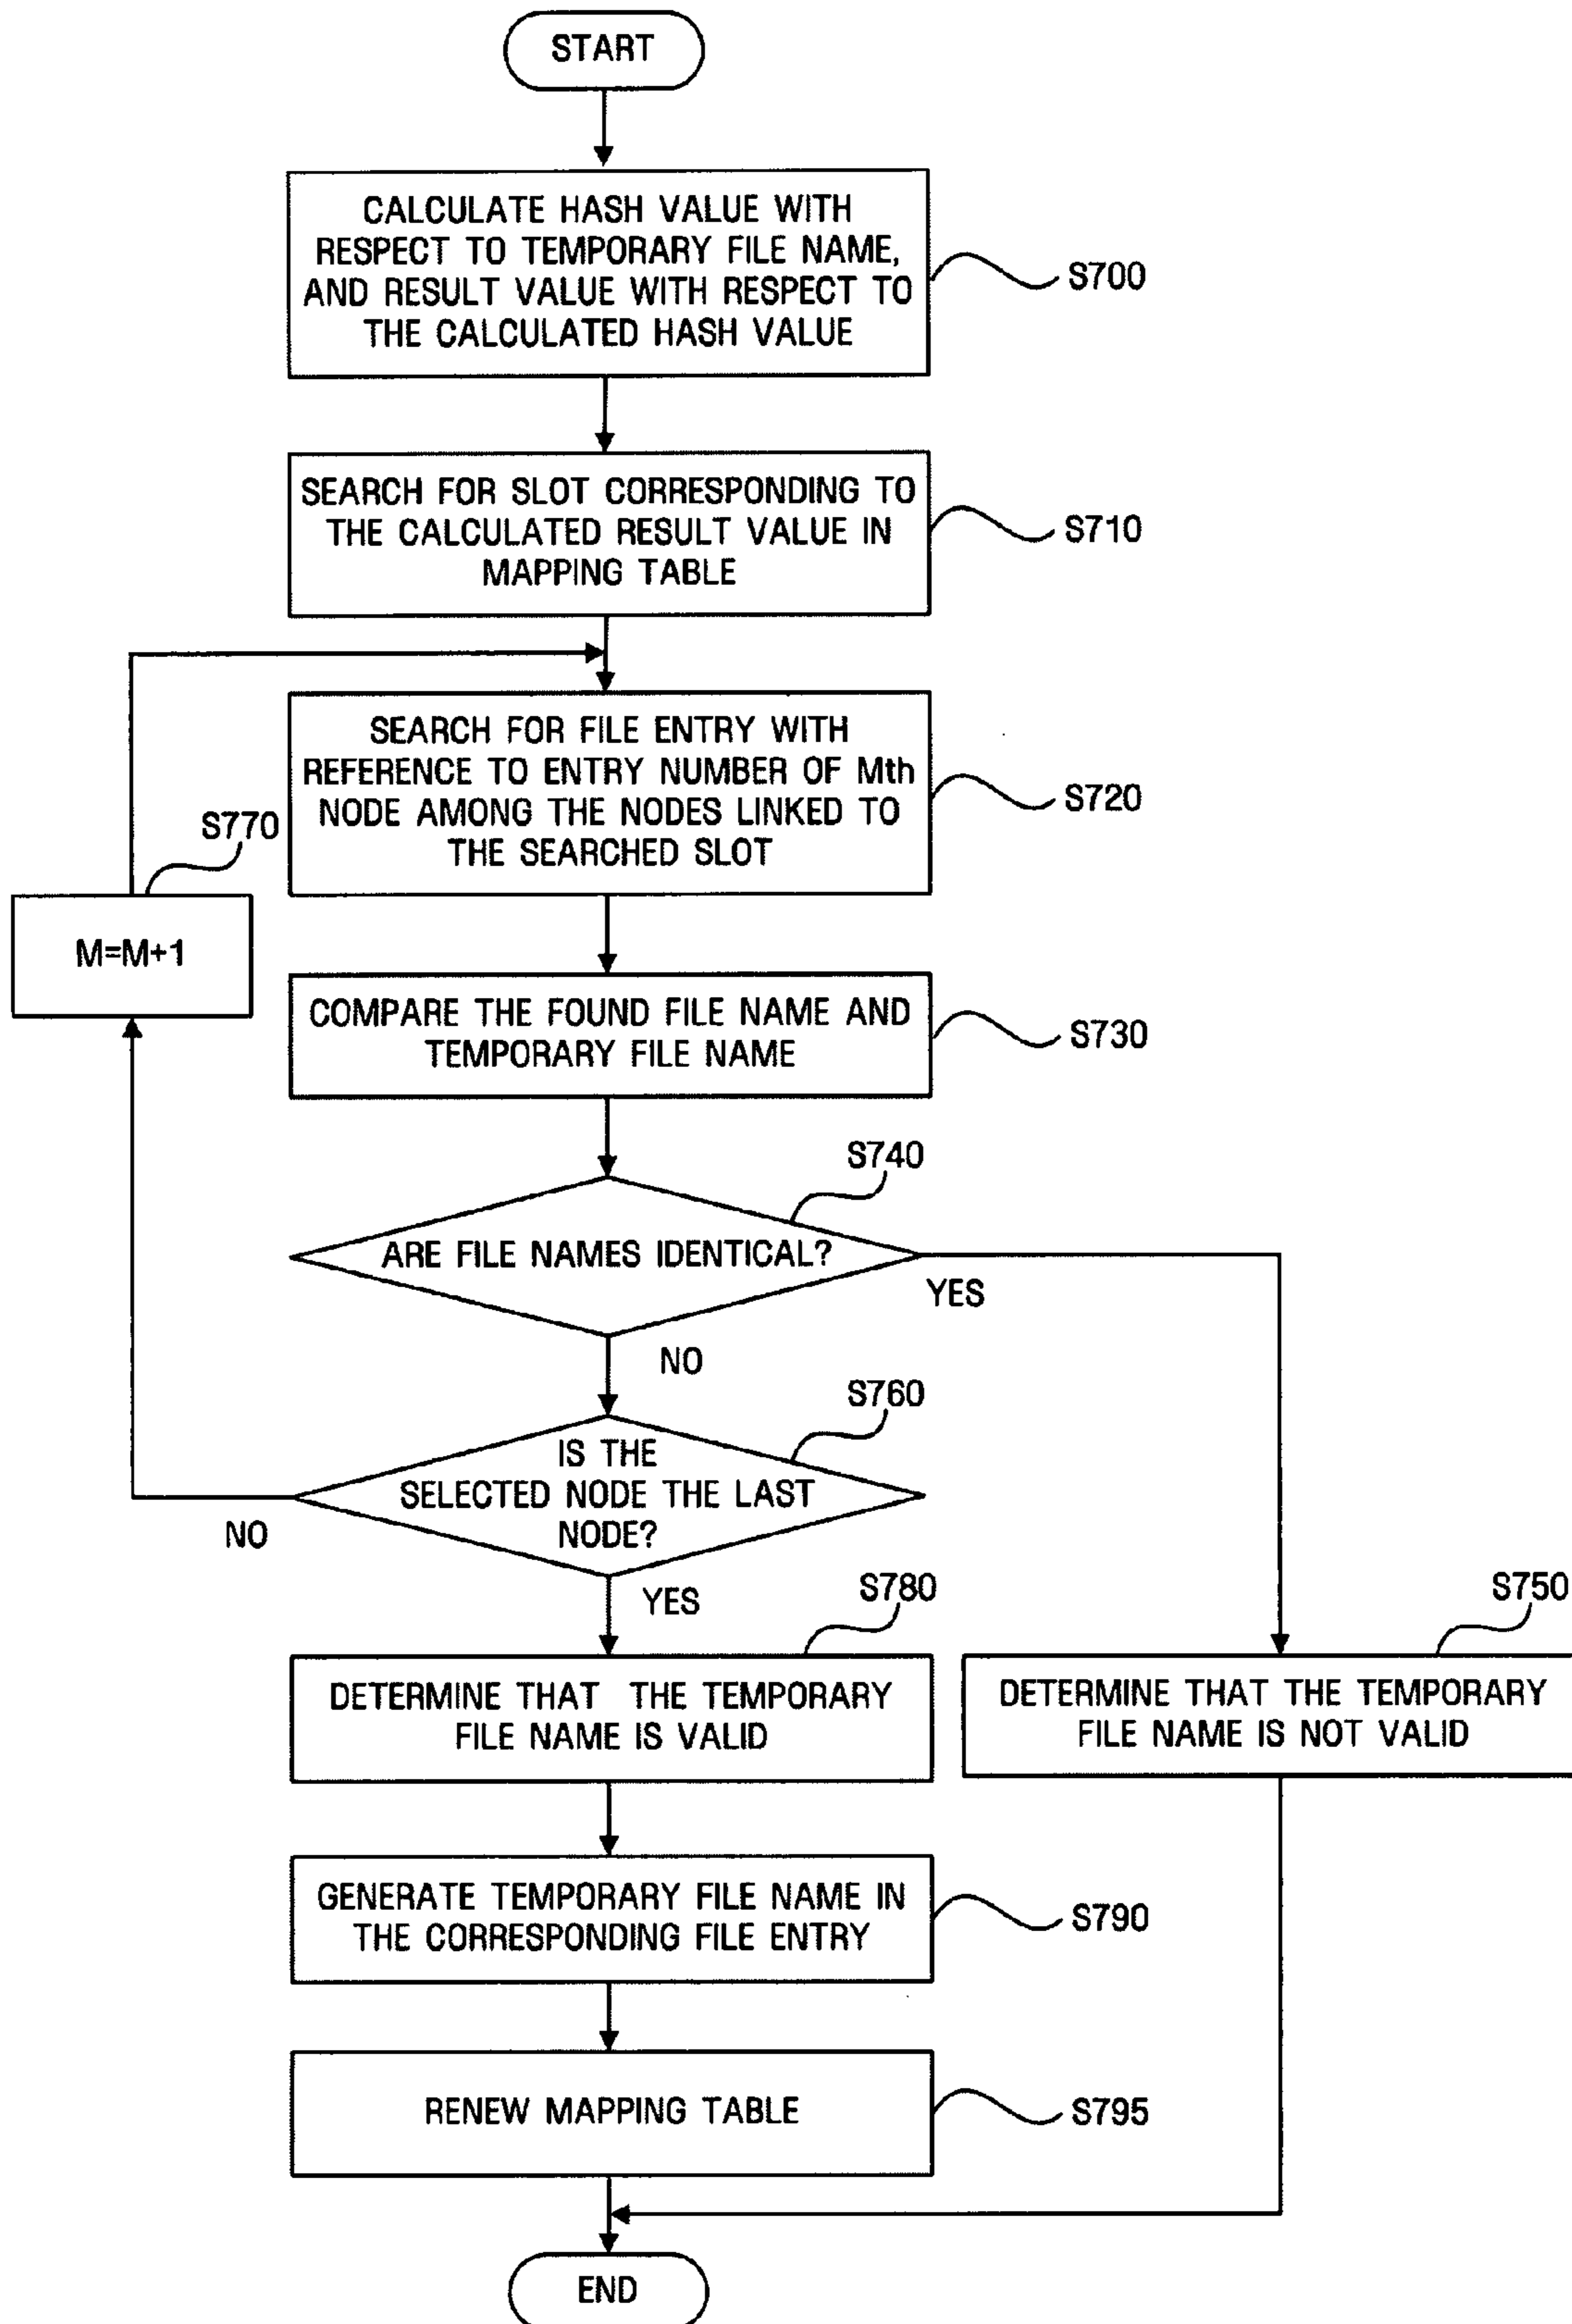 START
CALCULATE HASH VALUE WITH
RESPECT TO TEMPORARY FILE NAME,
AND RESULT VALUE WITH RESPECT TO
THE CALCULATED HASH VALUE
S700
SEARCH FOR SLOT CORRESPONDING TO
THE CALCULATED RESULT VALUE IN
MAPPING TABLE
S710
SEARCH FOR FILE ENTRY WITH
REFERENCE TO ENTRY NUMBER OF Mth
NODE AMONG THE NODES LINKED TO
THE SEARCHED SLOT
S720
S770
M=M+1
COMPARE THE FOUND FILE NAME AND
TEMPORARY FILE NAME
S730
S740
ARE FILE NAMES IDENTICAL?
YES
NO
S760
IS THE
SELECTED NODE THE LAST
NODE?
NO
YES
S780
DETERMINE THAT THE TEMPORARY
FILE NAME IS VALID
S750
DETERMINE THAT THE TEMPORARY
FILE NAME IS NOT VALID
GENERATE TEMPORARY FILE NAME IN
THE CORRESPONDING FILE ENTRY
S790
RENEW MAPPING TABLE
S795
END